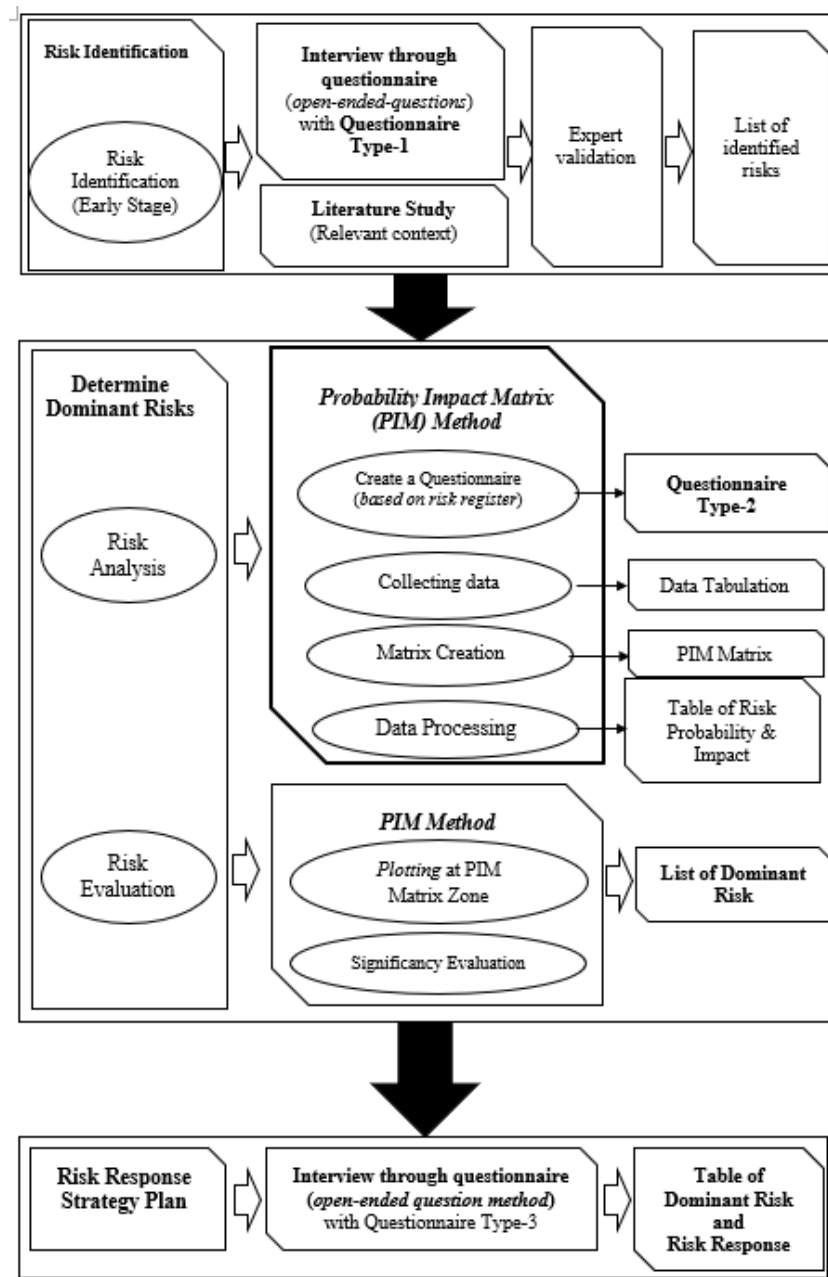 Risk Identification
Risk
Identification
(Early Stage)
Interview through
questionnaire
(open-ended-questions)
with Questionnaire
Type-1
Literature Study
(Relevant context)
Expert
validation
List of
identified
risks
Determine
Dominant Risks
Risk
Analysis
Probability Impact Matrix
(PIM) Method
Create a Questionnaire
(based on risk register)
Questionnaire
Type-2
Collecting data
Data Tabulation
Matrix Creation
PIM Matrix
Data Processing
Table of Risk
Probability &
Impact
Risk
Evaluation
PIM Method
Plotting at PIM
Matrix Zone
Significancy Evaluation
List of Dominant
Risk
Risk Response
Strategy Plan
Interview through questionnaire
(open-ended question method)
with Questionnaire Type-3
Table of
Dominant Risk
and
Risk Response